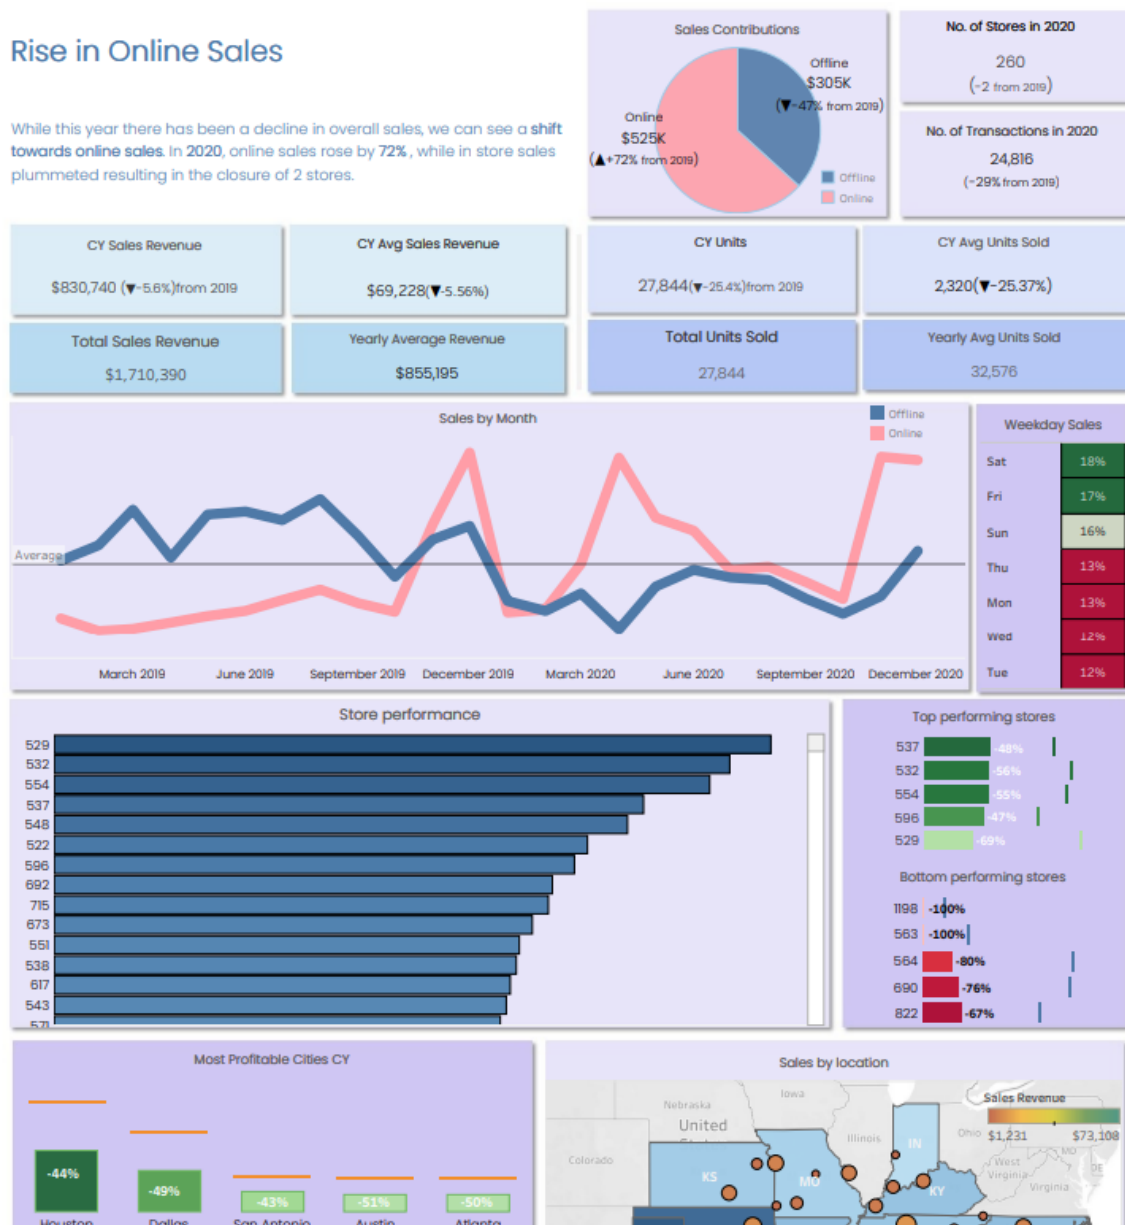 Rise in Online Sales
While this year there has been a decline in overall sales, we can see a shift
towards online sales. In 2020, online sales rose by 72% , while in store sales
plummeted resulting in the closure of 2 stores.
Sales Contributions
Offline
$305K
(▼-47% from 2019)
Online
$525K
(▲+72% from 2019)
Offline
Online
No. of Stores in 2020
260
(-2 from 2019)
No. of Transactions in 2020
24,816
(-29% from 2019)
CY Sales Revenue
$830,740 (▼-5.6%)from 2019
CY Avg Sales Revenue
$69,228(▼-5.56%)
CY Units
27,844(▼-25.4%)from 2019
CY Avg Units Sold
2,320(▼-25.37%)
Total Sales Revenue
$1,710,390
Yearly Average Revenue
$855,195
Total Units Sold
27,844
Yearly Avg Units Sold
32,576
Sales by Month
Offline
Online
Average
March 2019
June 2019
September 2019
December 2019
March 2020
June 2020
September 2020
December 2020
Weekday Sales
Sat 18%
Fri 17%
Sun 16%
Thu 13%
Mon 13%
Wed 12%
Tue 12%
Store performance
529
532
554
537
548
522
596
692
715
673
551
538
617
543
571
Top performing stores
537 -48%
532 -56%
554 -55%
596 -47%
529 -69%
Bottom performing stores
1198 -100%
563 -100%
564 -80%
690 -76%
822 -67%
Most Profitable Cities CY
-44%
-49%
-43%
-51%
-50%
Houston
Dallas
San Antonio
Austin
Atlanta
Sales by location
Sales Revenue
$1,231 $73,108
Nebraska
Iowa
United
Illinois
Ohio
IN
Colorado
KS
MO
KY
West
Virginia
Virginia
MD
DE